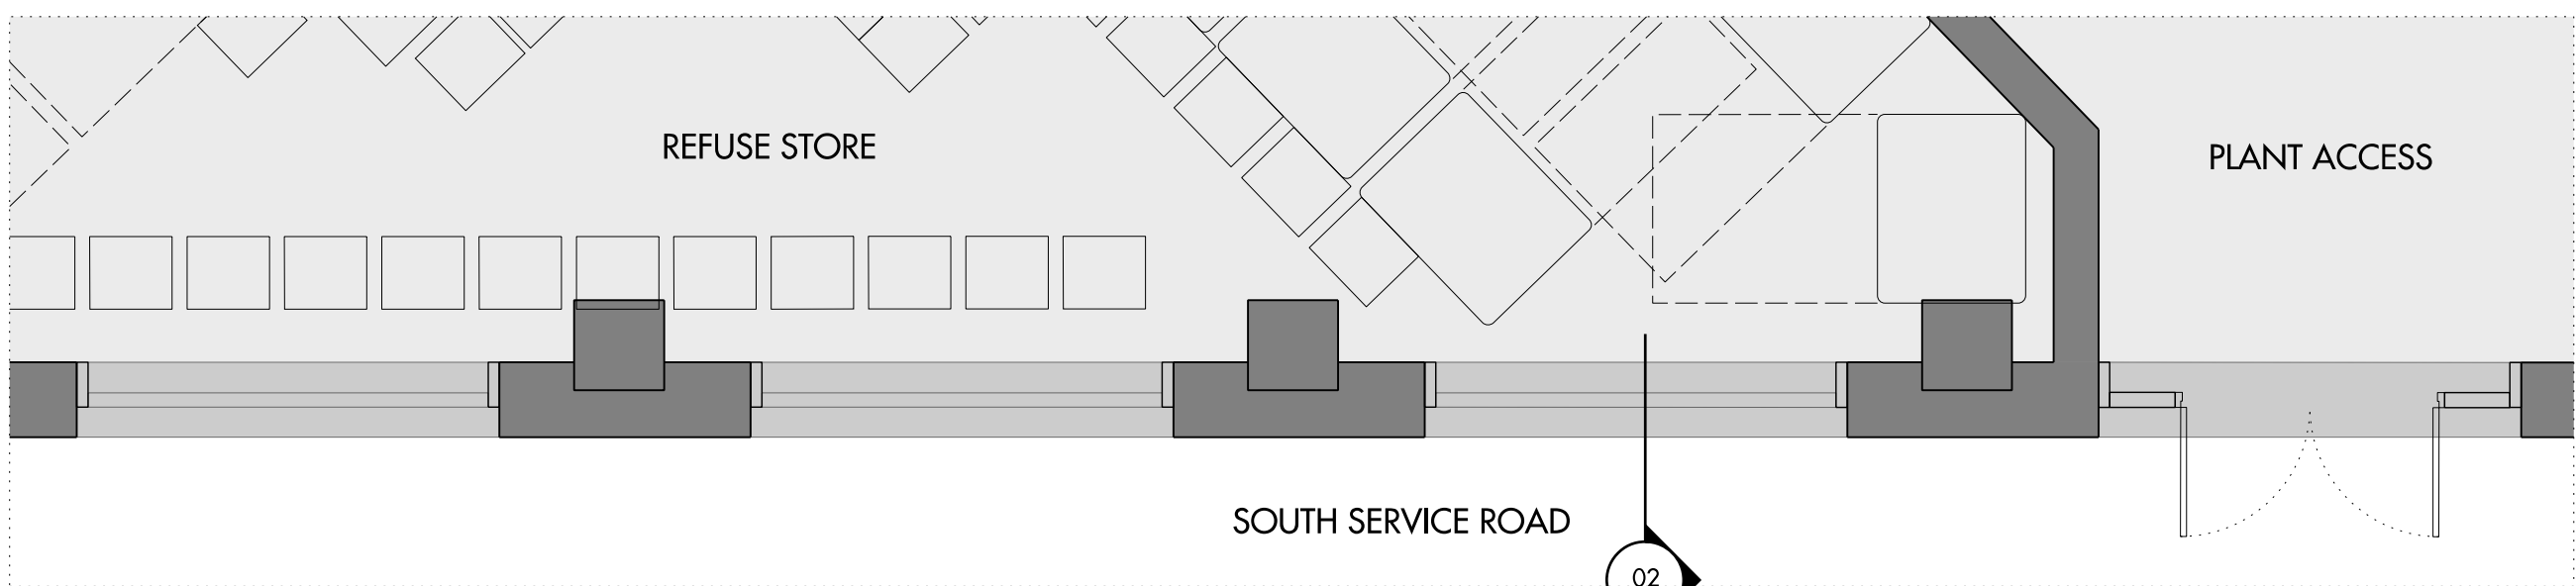 REFUSE STORE
PLANT ACCESS
SOUTH SERVICE ROAD
02